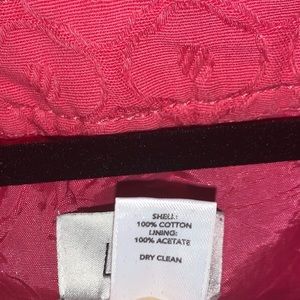 SHELL:
100% COTTON
LINING:
100% ACETATE
DRY CLEAN